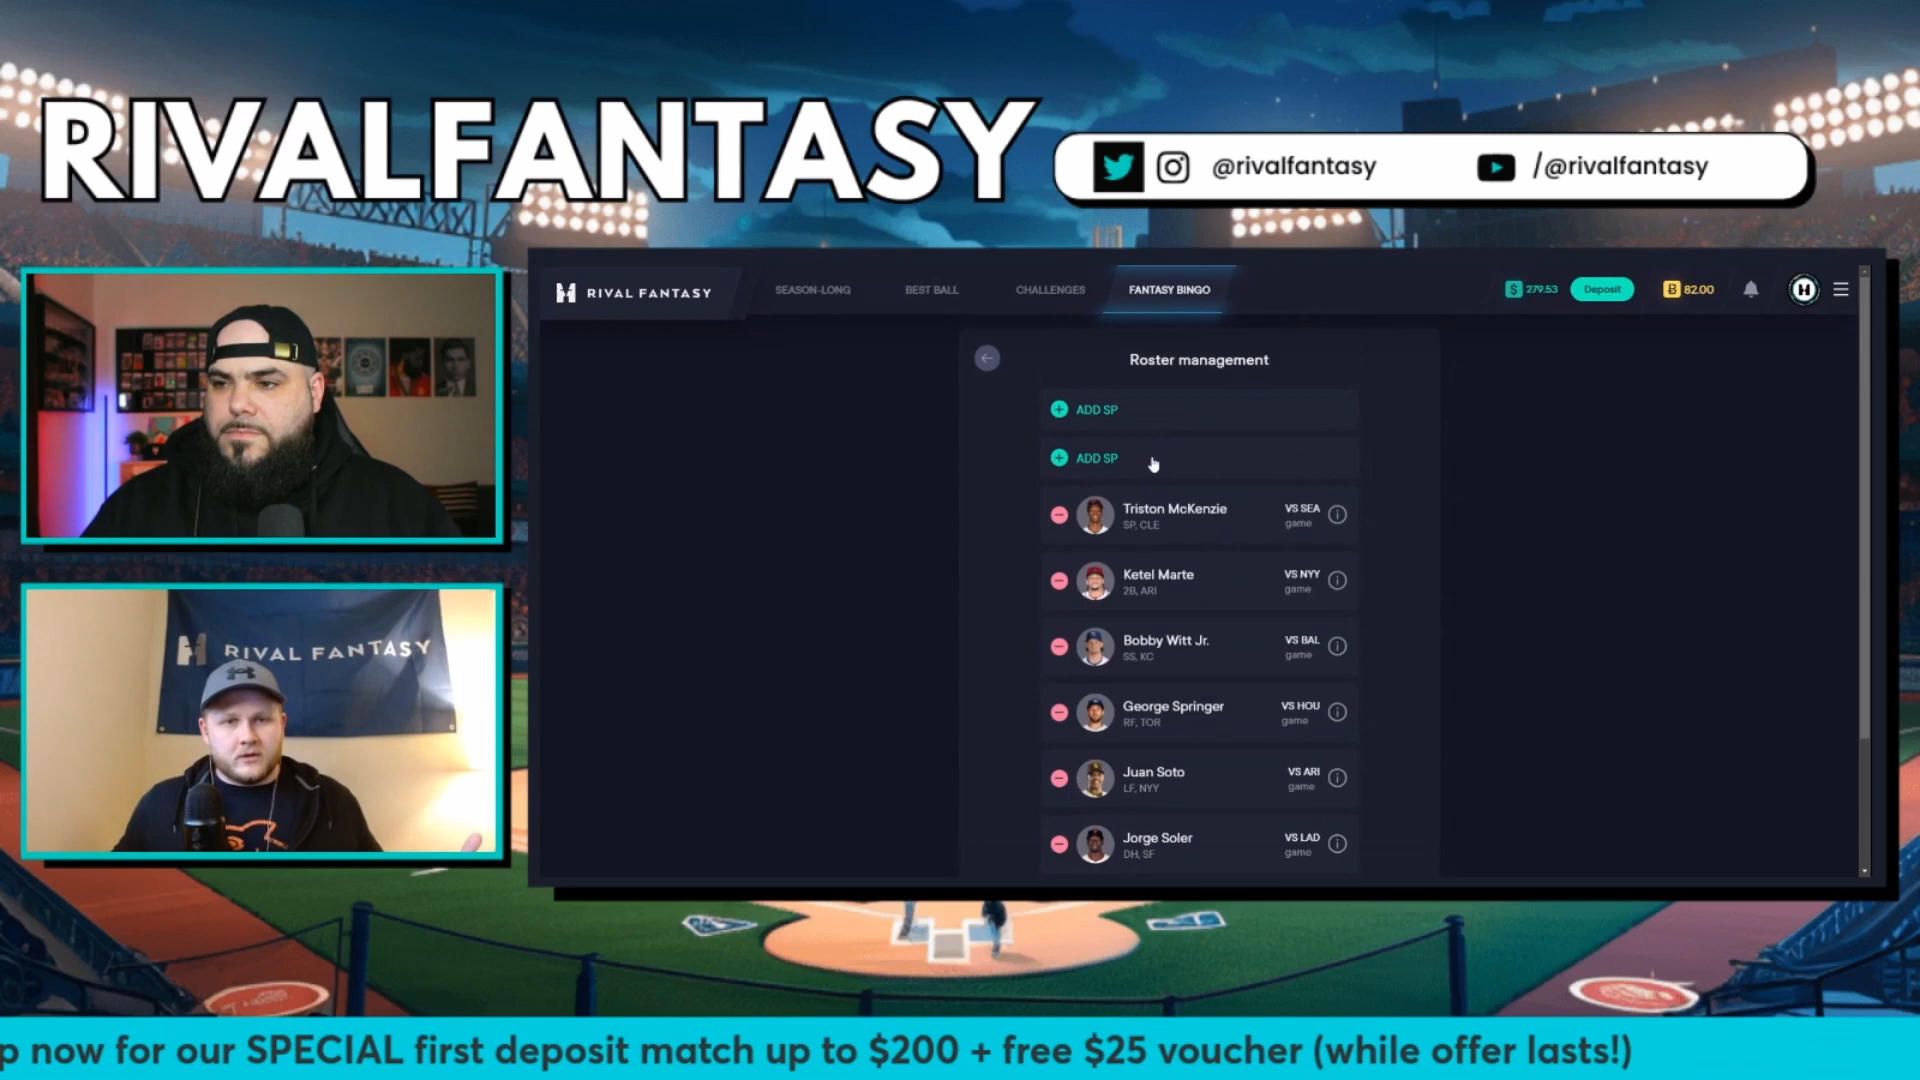 RIVALFANTASY
@rivalfantasy
/@rivalfantasy
RIVAL FANTASY
SEASON-LONG
BEST BALL
CHALLENGES
FANTASY BINGO
$ 279.53
Deposit
B 82.00
Roster management
ADD SP
ADD SP
Triston McKenzie
SP, CLE
VS SEA
game
Ketel Marte
2B, ARI
VS NYY
game
Bobby Witt Jr.
SS, KC
VS BAL
game
George Springer
RF, TOR
VS HOU
game
Juan Soto
LF, NYY
VS ARI
game
Jorge Soler
DH, SF
VS LAD
game
RIVAL FANTASY
p now for our SPECIAL first deposit match up to $200 + free $25 voucher (while offer lasts!)